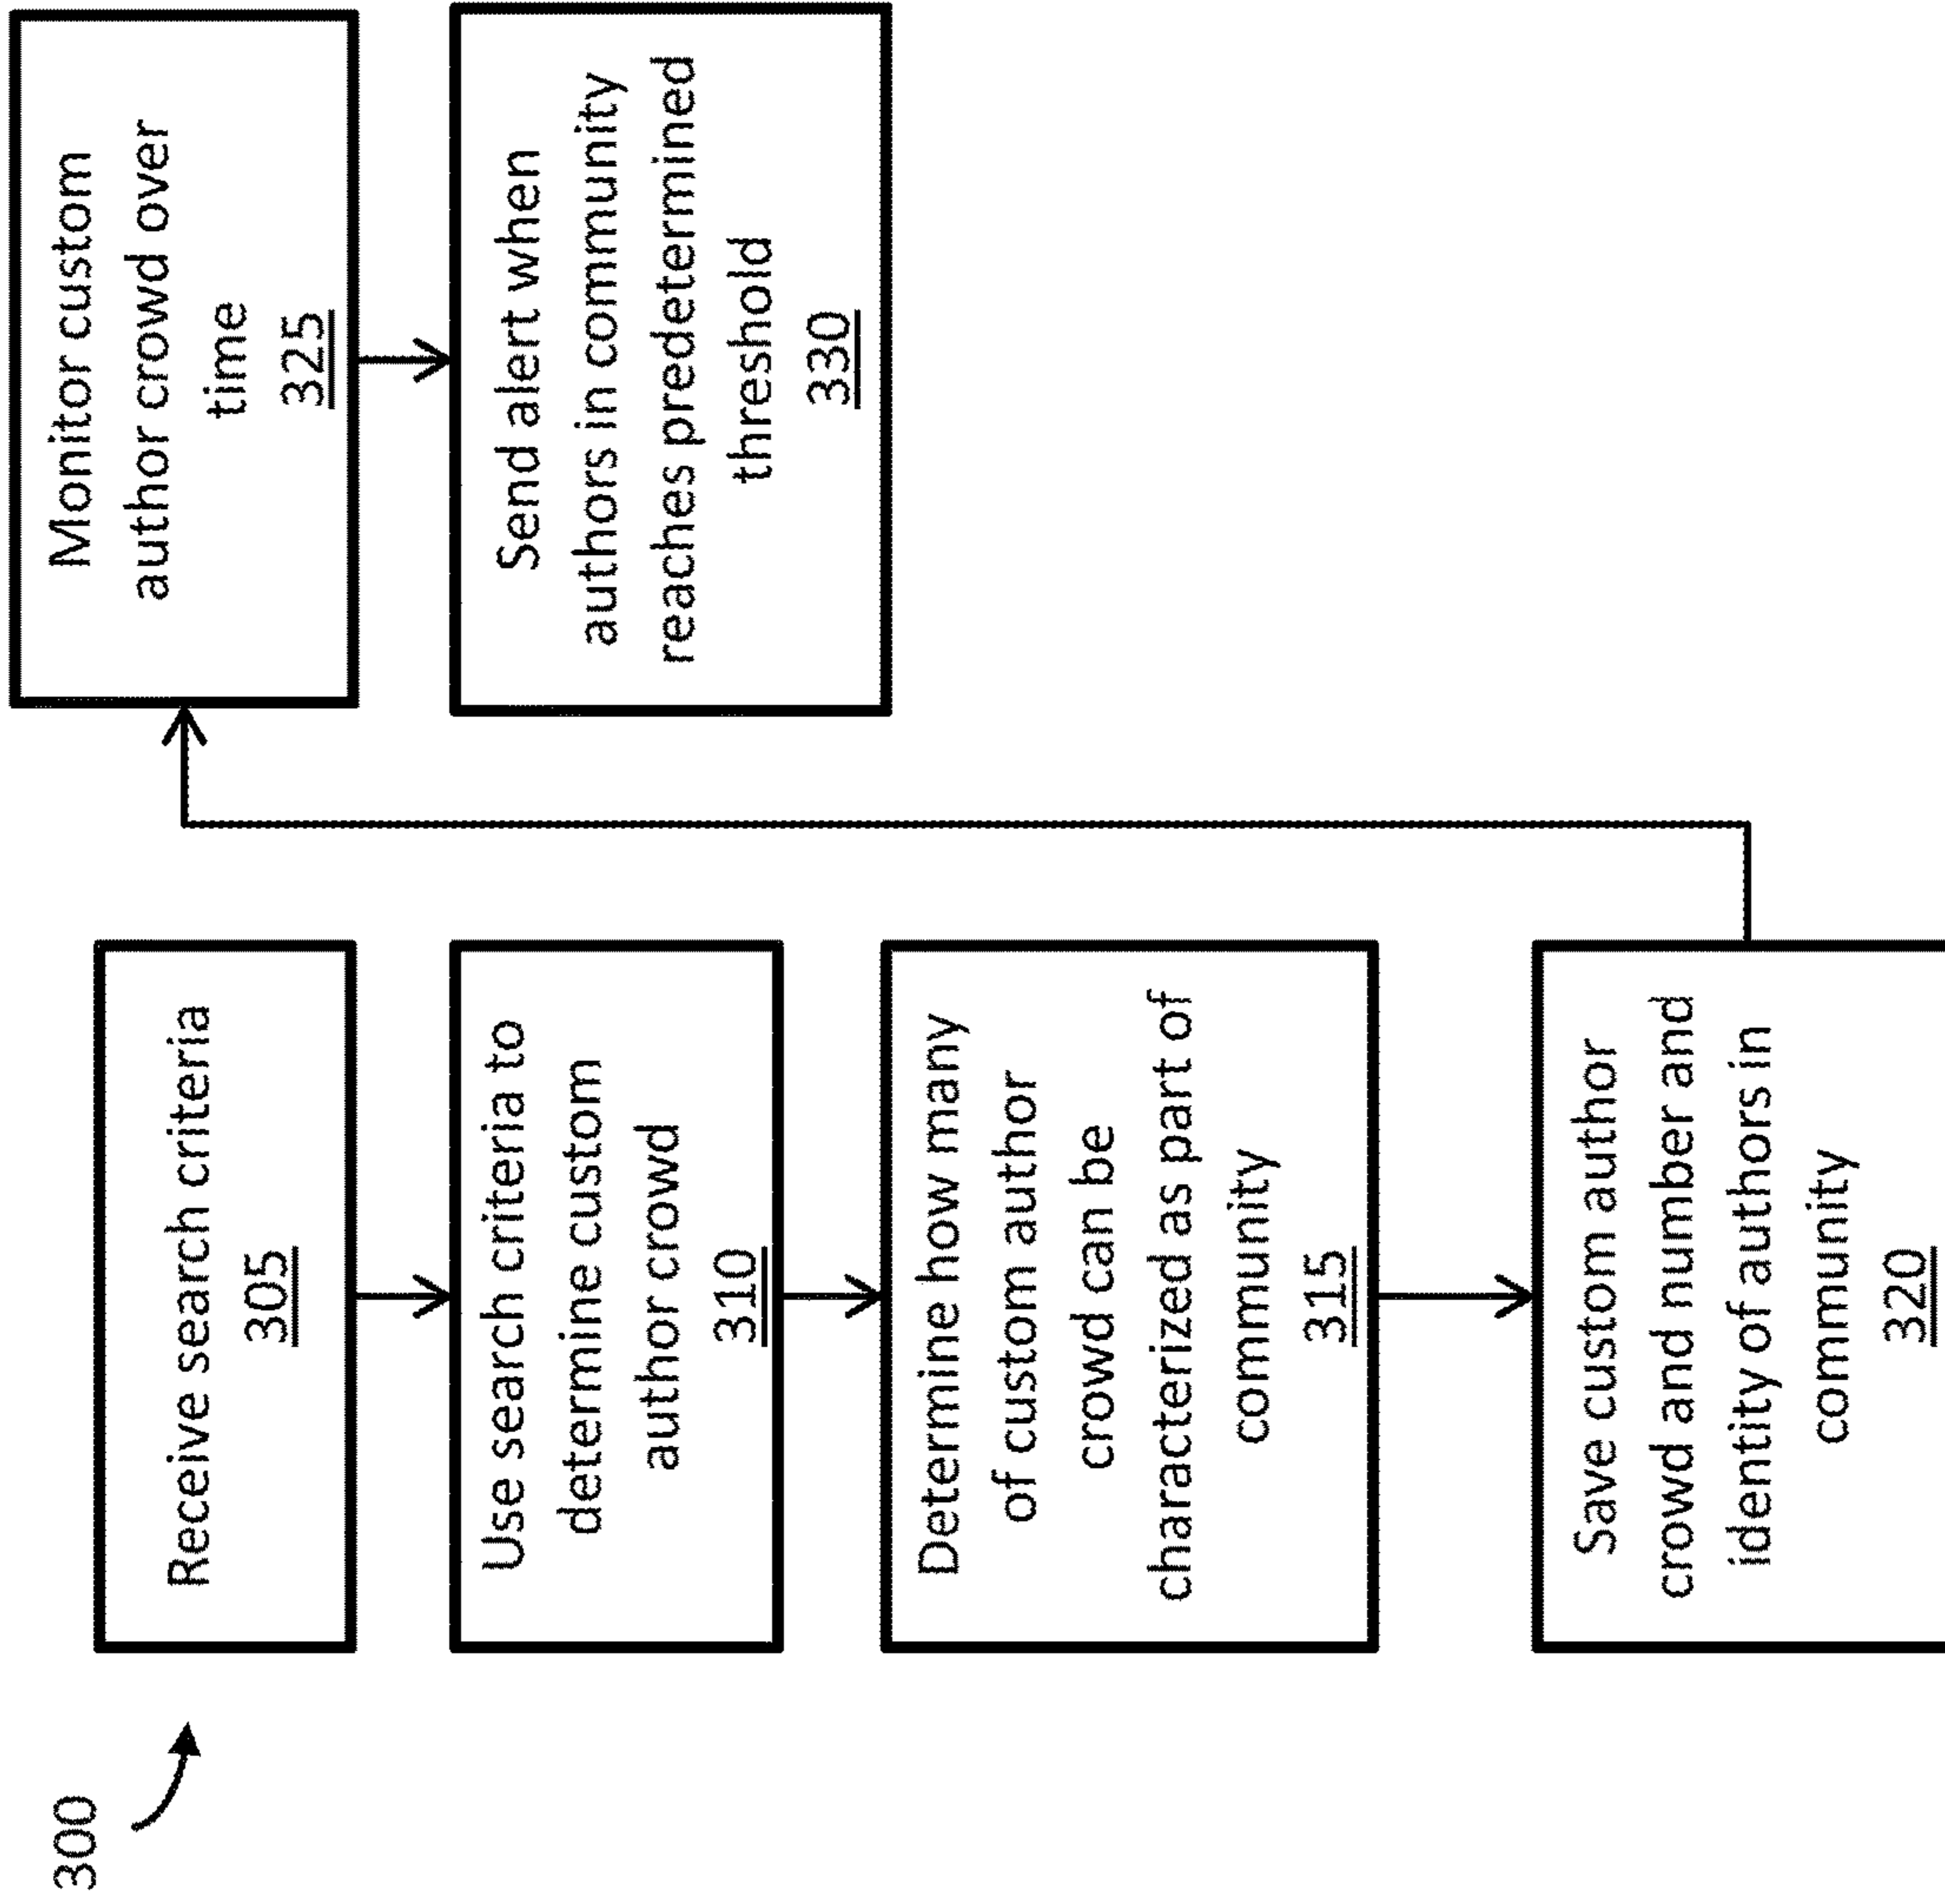 300
Receive search criteria
305
Use search criteria to
determine custom
author crowd
310
Determine how many
of custom author
crowd can be
characterized as part of
community
315
Save custom author
crowd and number and
identity of authors in
community
320
Monitor custom
author crowd over
time
325
Send alert when
authors in community
reaches predetermined
threshold
330